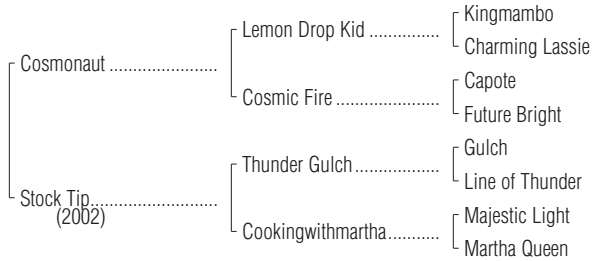 Kingmambo
Lemon Drop Kid ................
Charming Lassie
Cosmonaut .......................
Capote
Cosmic Fire ......................
Future Bright
Gulch
Thunder Gulch ..................
Line of Thunder
Stock Tip...........................
(2002)
Majestic Light
Cookingwithmartha...........
Martha Queen